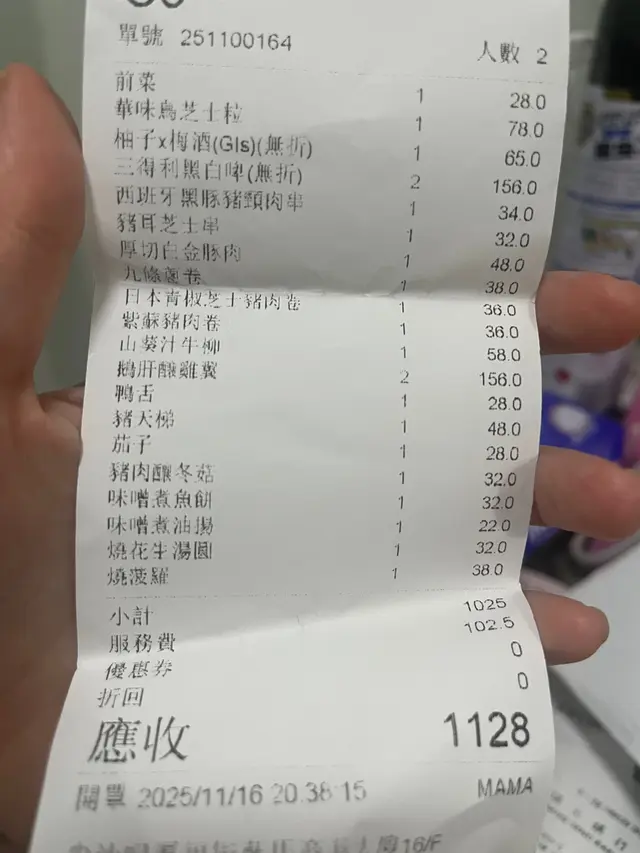 單號 251100164 人數 2
前菜 1 28.0
華味鳥芝士粒 1 78.0
柚子x梅酒(Gls)(無折) 1 65.0
三得利黑白啤(無折) 2 156.0
西班牙黑豚豬頸肉串 1 34.0
豬耳芝士串 1 32.0
厚切白金豚肉 1 48.0
九條蔥卷 1 38.0
日本青椒芝士豬肉卷 1 36.0
紫蘇豬肉卷 1 36.0
山葵汁牛柳 1 58.0
鵝肝釀雞翼 2 156.0
鴨舌 1 28.0
豬天梯 1 48.0
茄子 1 28.0
豬肉釀冬菇 1 32.0
味噌煮魚餅 1 32.0
味噌煮油揚 1 22.0
燒花生湯圓 1 32.0
燒菠羅 1 38.0
小計 1025
服務費 102.5
優惠券 0
折回 0
應收 1128
開單 2025/11/16 20:38:15 MAMA
16/F